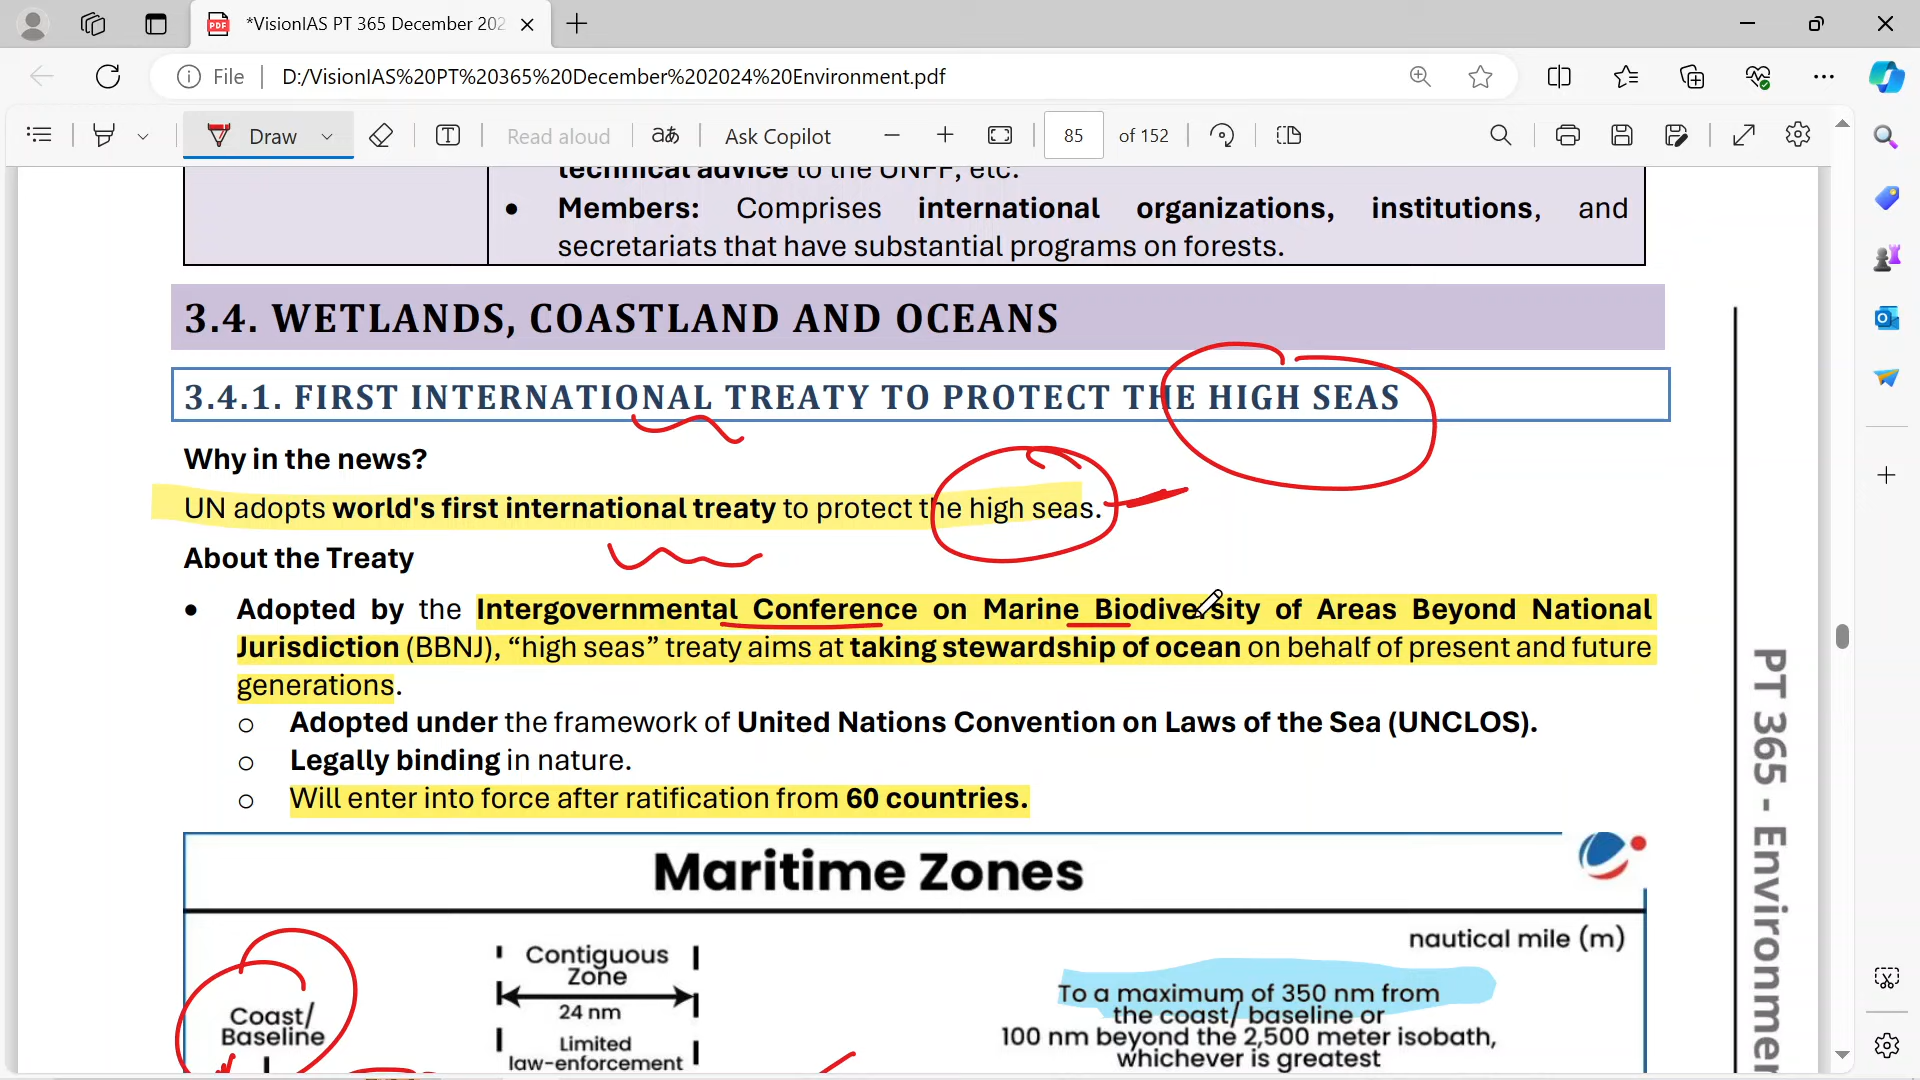 *VisionIAS PT 365 December 202
File
D:/VisionIAS%20PT%20365%20December%202024%20Environment.pdf
Draw
Read aloud
aあ
Ask Copilot
85
of 152
technical advice to the UNFF, etc.
• Members: Comprises international organizations, institutions, and
secretariats that have substantial programs on forests.
3.4. WETLANDS, COASTLAND AND OCEANS
3.4.1. FIRST INTERNATIONAL TREATY TO PROTECT THE HIGH SEAS
Why in the news?
UN adopts world's first international treaty to protect the high seas.
About the Treaty
• Adopted by the Intergovernmental Conference on Marine Biodiversity of Areas Beyond National
Jurisdiction (BBNJ), “high seas” treaty aims at taking stewardship of ocean on behalf of present and future
generations.
o Adopted under the framework of United Nations Convention on Laws of the Sea (UNCLOS).
o Legally binding in nature.
o Will enter into force after ratification from 60 countries.
Maritime Zones
nautical mile (m)
Contiguous
Zone
24 nm
Limited
law-enforcement
Coast/
Baseline
To a maximum of 350 nm from
the coast/ baseline or
100 nm beyond the 2,500 meter isobath,
whichever is greatest
PT 365 - Environme